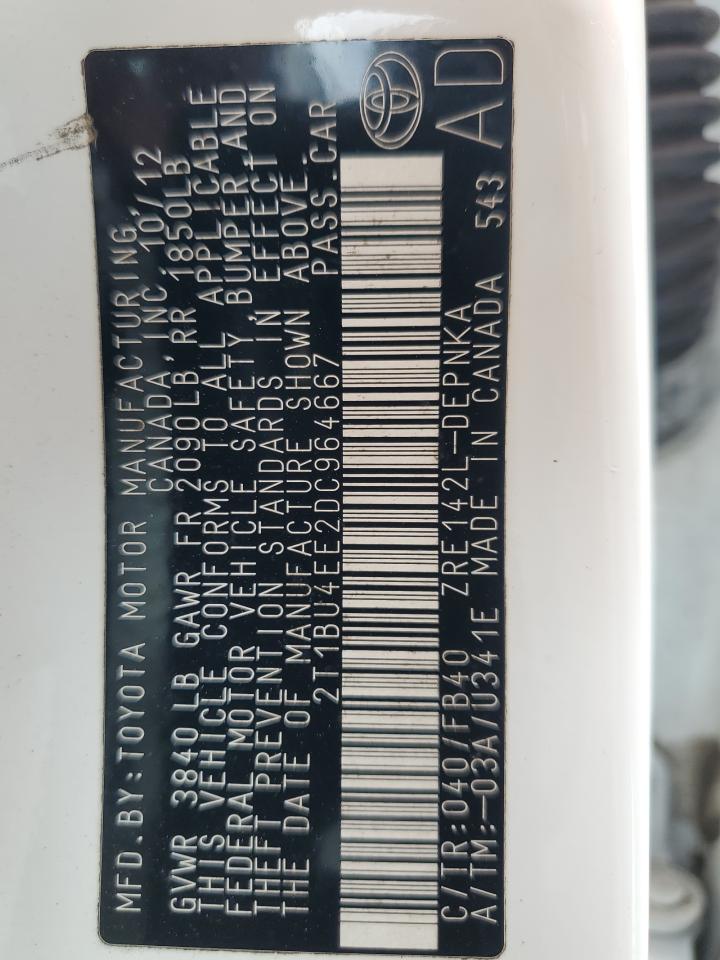 MFD.BY:TOYOTA MOTOR MANUFACTURING
CANADA, INC 10/12
GVWR 3840 LB GAWR FR 2090LB, RR 1850LB
THIS VEHICLE CONFORMS TO ALL APPLICABLE
FEDERAL MOTOR VEHICLE SAFETY, BUMPER, AND
THEFT PREVENTION STANDARDS IN EFFECT ON
THE DATE OF MANUFACTURE SHOWN ABOVE.
2T1BU4EE2DC964667 PASS.CAR
C/TR:040/FB40 ZRE142L-DEPNKA
A/TM:-03A/U341E MADE IN CANADA 543
AD